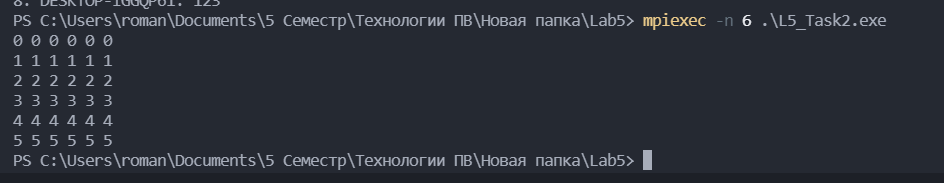 8. DESKTOP-1GGQP61. 123
PS C:\Users\roman\Documents\5 Семестр\Технологии ПВ\Новая папка\Lab5> mpiexec -n 6 .\L5_Task2.exe
0 0 0 0 0 0
1 1 1 1 1 1
2 2 2 2 2 2
3 3 3 3 3 3
4 4 4 4 4 4
5 5 5 5 5 5
PS C:\Users\roman\Documents\5 Семестр\Технологии ПВ\Новая папка\Lab5>